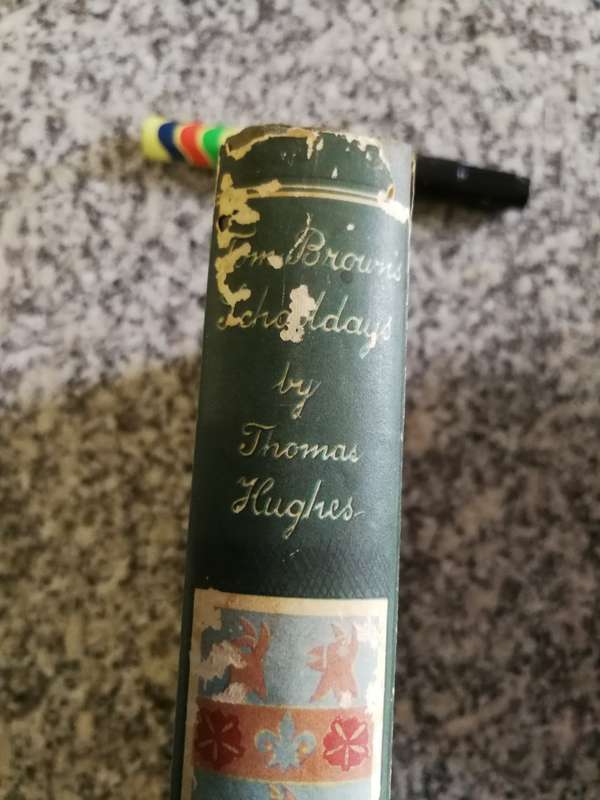 Tom Brown's
Schooldays
by
Thomas
Hughes